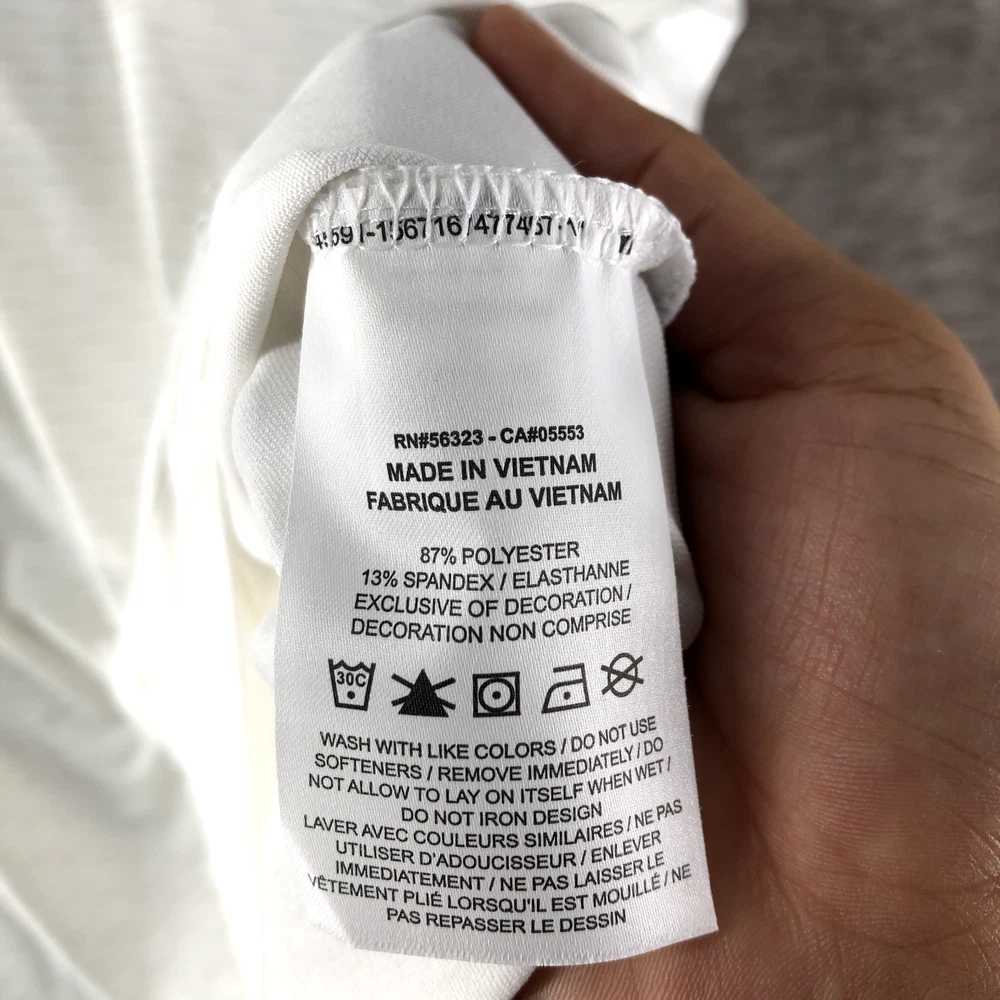 156716/477457
RN#56323 - CA#05553
MADE IN VIETNAM
FABRIQUE AU VIETNAM
87% POLYESTER
13% SPANDEX / ELASTHANNE
EXCLUSIVE OF DECORATION /
DECORATION NON COMPRISE
30C
WASH WITH LIKE COLORS / DO NOT USE
SOFTENERS / REMOVE IMMEDIATELY / DO
NOT ALLOW TO LAY ON ITSELF WHEN WET /
DO NOT IRON DESIGN
LAVER AVEC COULEURS SIMILAIRES / NE PAS
UTILISER D'ADOUCISSEUR / ENLEVER
IMMEDIATEMENT / NE PAS LAISSER LE
VÊTEMENT PLIÉ LORSQU'IL EST MOUILLÉ / NE
PAS REPASSER LE DESSIN